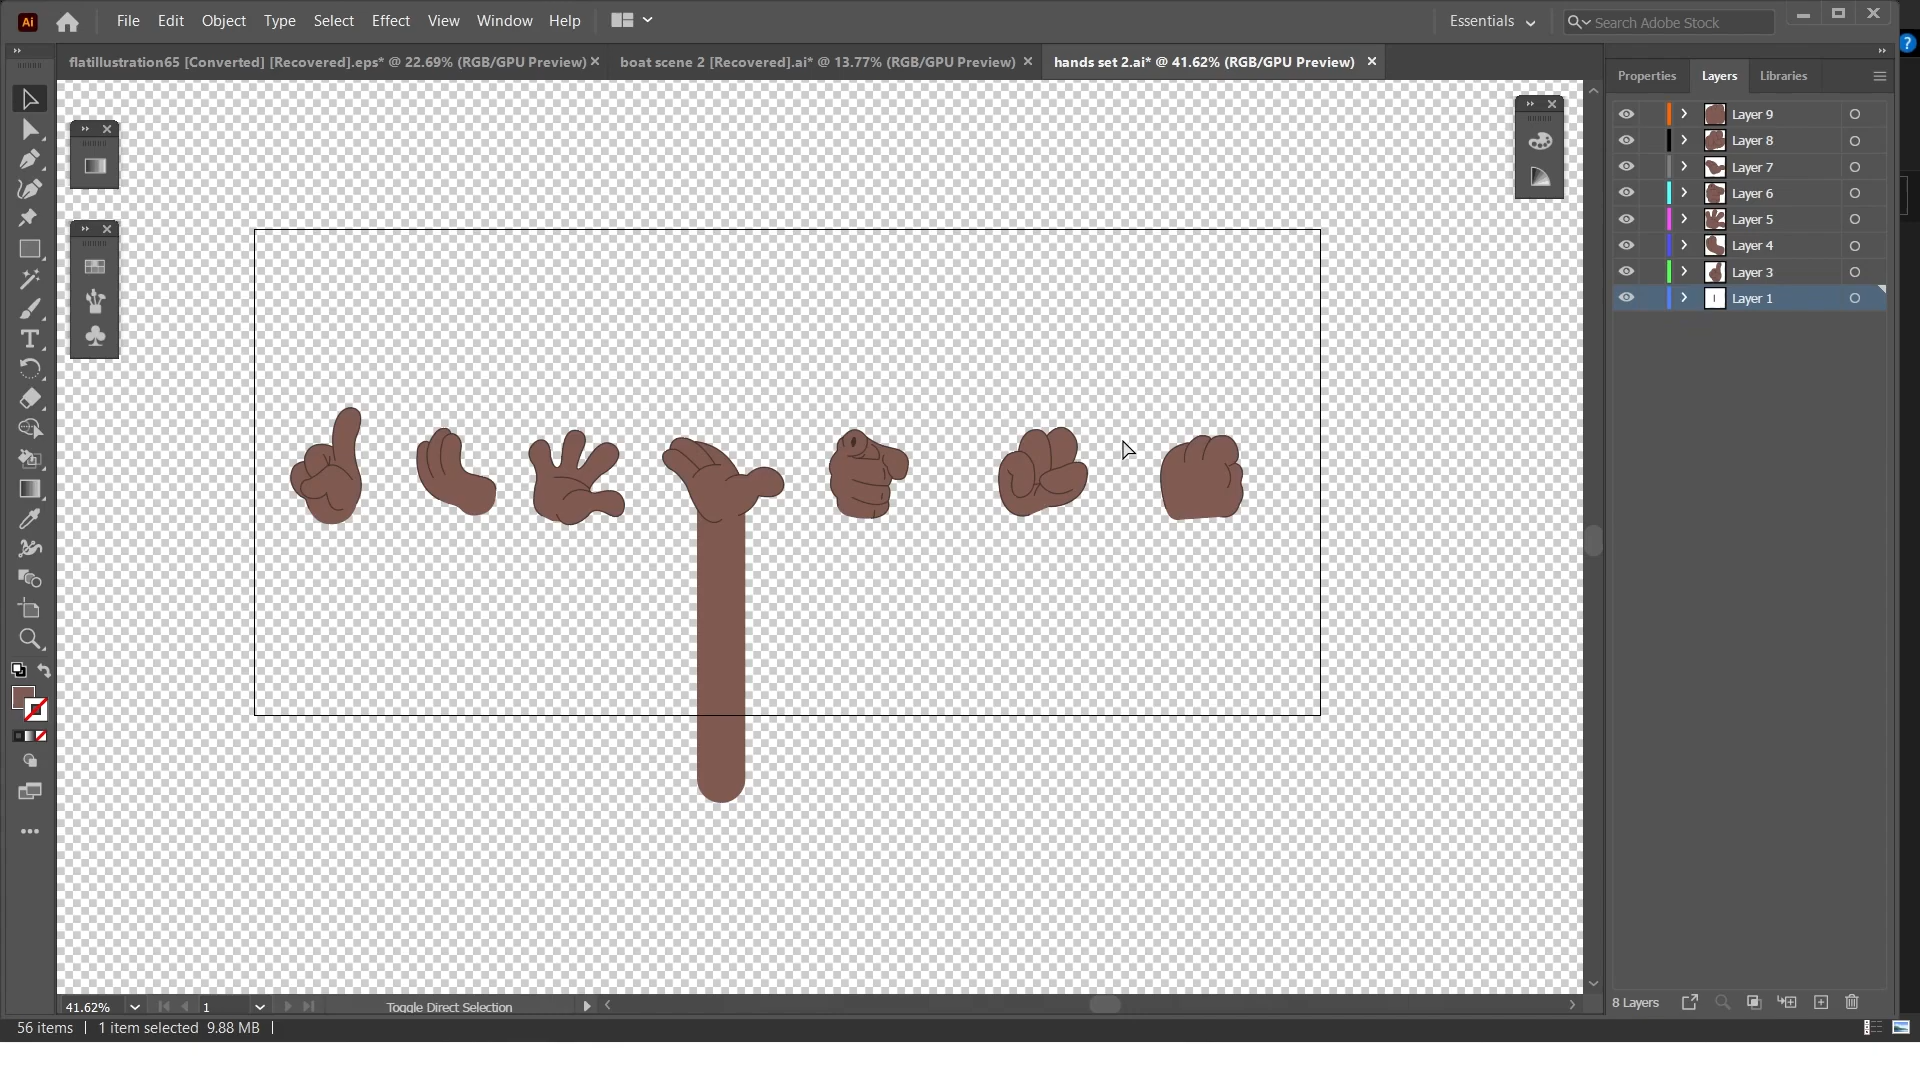 Ai File Edit Object Type Select Effect View Window Help Essentials Search Adobe Stock
flatillustration65 [Converted] [Recovered].eps* @ 22.69% (RGB/GPU Preview) boat scene 2 [Recovered].ai* @ 13.77% (RGB/GPU Preview) hands set 2.ai* @ 41.62% (RGB/GPU Preview)
Properties Layers Libraries
Layer 9
Layer 8
Layer 7
Layer 6
Layer 5
Layer 4
Layer 3
Layer 1
41.62% 1 Toggle Direct Selection
8 Layers
56 items 1 item selected 9.88 MB